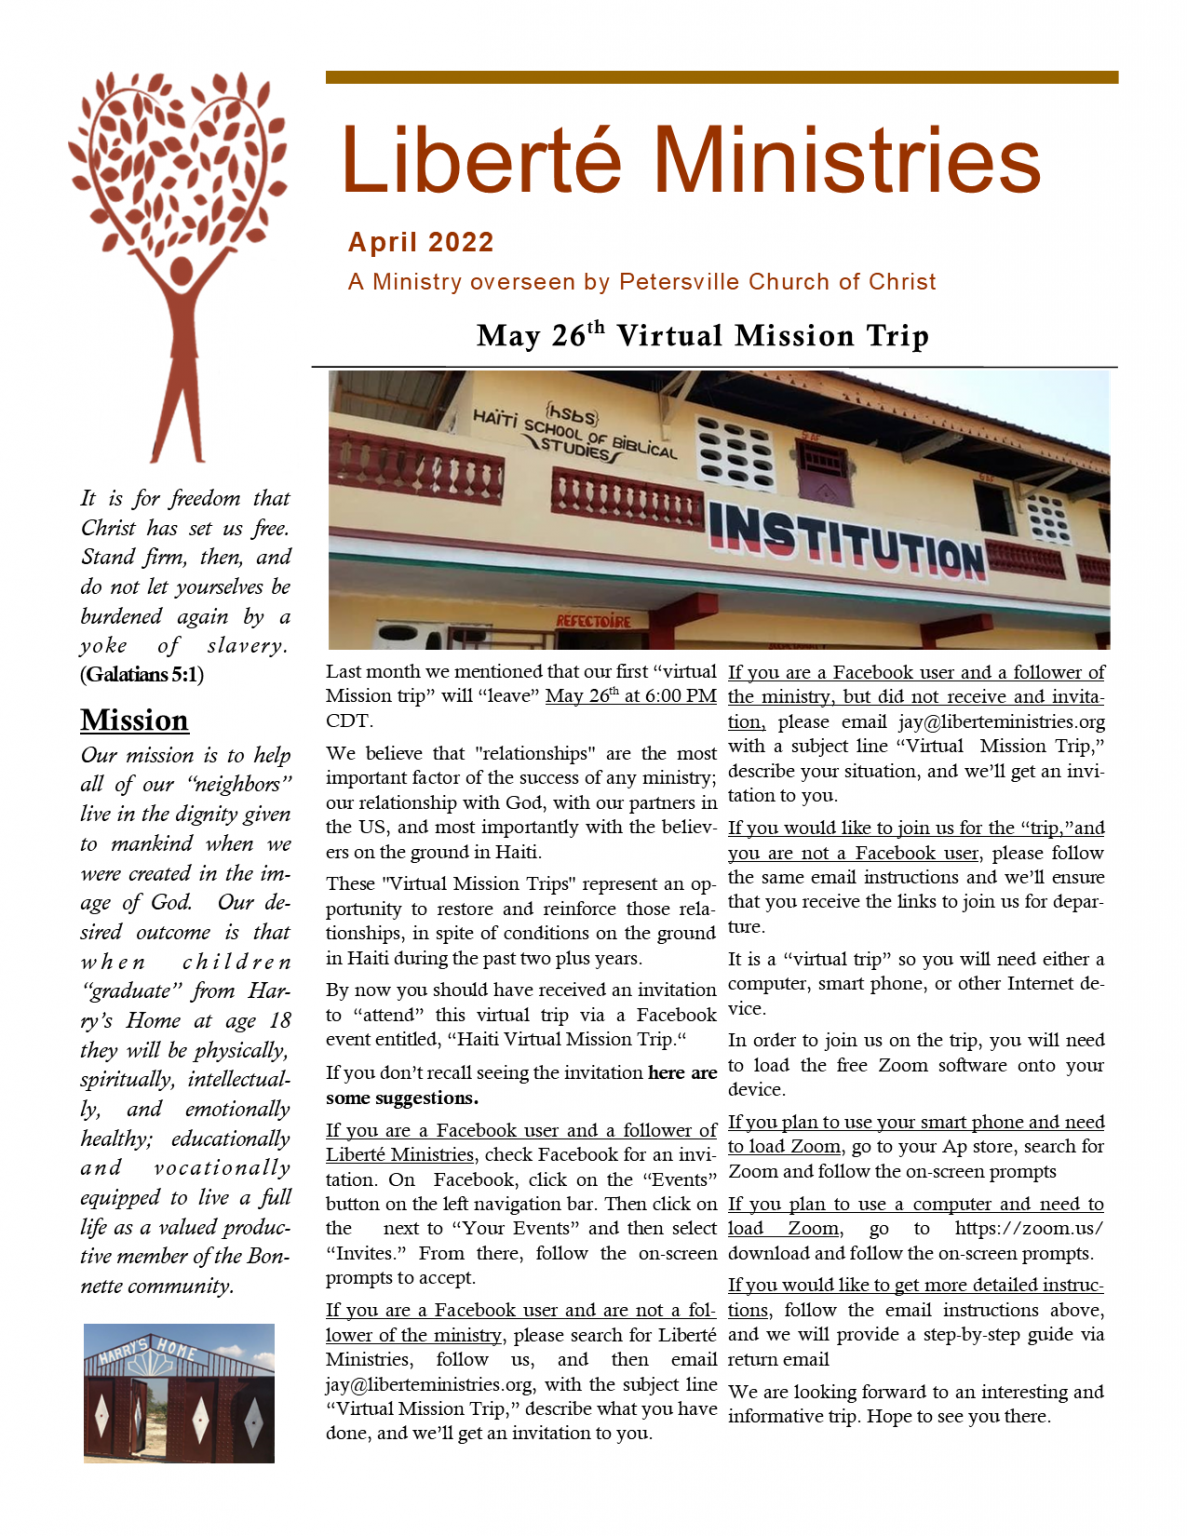 Liberté Ministries
April 2022
A Ministry overseen by Petersville Church of Christ
May 26th Virtual Mission Trip
{hsbs}
HAÏTI SCHOOL OF BIBLICAL
STUDIES
INSTITUTION
REFECTOIRE
It is for freedom that
Christ has set us free.
Stand firm, then, and
do not let yourselves be
burdened again by a
yoke of slavery.
(Galatians 5:1)
Mission
Our mission is to help
all of our “neighbors”
live in the dignity given
to mankind when we
were created in the im-
age of God. Our de-
sired outcome is that
when children
“graduate” from Har-
ry’s Home at age 18
they will be physically,
spiritually, intellectual-
ly, and emotionally
healthy; educationally
and vocationally
equipped to live a full
life as a valued produc-
tive member of the Bon-
nette community.
HARRY'S HOME
Last month we mentioned that our first “virtual
Mission trip” will “leave” May 26th at 6:00 PM
CDT.
We believe that "relationships" are the most
important factor of the success of any ministry;
our relationship with God, with our partners in
the US, and most importantly with the believ-
ers on the ground in Haiti.
These "Virtual Mission Trips" represent an op-
portunity to restore and reinforce those rela-
tionships, in spite of conditions on the ground
in Haiti during the past two plus years.
By now you should have received an invitation
to “attend” this virtual trip via a Facebook
event entitled, “Haiti Virtual Mission Trip.“
If you don’t recall seeing the invitation here are
some suggestions.
If you are a Facebook user and a follower of
Liberté Ministries, check Facebook for an invi-
tation. On Facebook, click on the “Events”
button on the left navigation bar. Then click on
the next to “Your Events” and then select
“Invites.” From there, follow the on-screen
prompts to accept.
If you are a Facebook user and are not a fol-
lower of the ministry, please search for Liberté
Ministries, follow us, and then email
jay@liberteministries.org, with the subject line
“Virtual Mission Trip,” describe what you have
done, and we’ll get an invitation to you.
If you are a Facebook user and a follower of
the ministry, but did not receive and invita-
tion, please email jay@liberteministries.org
with a subject line “Virtual Mission Trip,”
describe your situation, and we’ll get an invi-
tation to you.
If you would like to join us for the “trip,”and
you are not a Facebook user, please follow
the same email instructions and we’ll ensure
that you receive the links to join us for depar-
ture.
It is a “virtual trip” so you will need either a
computer, smart phone, or other Internet de-
vice.
In order to join us on the trip, you will need
to load the free Zoom software onto your
device.
If you plan to use your smart phone and need
to load Zoom, go to your Ap store, search for
Zoom and follow the on-screen prompts
If you plan to use a computer and need to
load Zoom, go to https://zoom.us/
download and follow the on-screen prompts.
If you would like to get more detailed instruc-
tions, follow the email instructions above,
and we will provide a step-by-step guide via
return email
We are looking forward to an interesting and
informative trip. Hope to see you there.